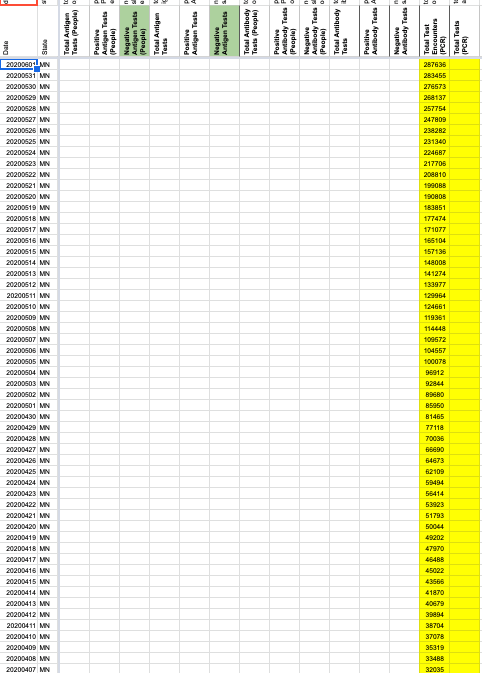 Date
State
Total Antigen Tests (People)
Positive Antigen Tests (People)
Negative Antigen Tests (People)
Total Antigen Tests
Positive Antigen Tests
Negative Antigen Tests
Total Antibody Tests (People)
Positive Antibody Tests (People)
Negative Antibody Tests (People)
Total Antibody Tests
Positive Antibody Tests
Negative Antibody Tests
Total Test Encounters (PCR)
Total Tests (PCR)
20200601 MN 287636
20200531 MN 283455
20200530 MN 276573
20200529 MN 268137
20200528 MN 257754
20200527 MN 247809
20200526 MN 238282
20200525 MN 231340
20200524 MN 224687
20200523 MN 217706
20200522 MN 208810
20200521 MN 199088
20200520 MN 190808
20200519 MN 183851
20200518 MN 177474
20200517 MN 171077
20200516 MN 165104
20200515 MN 157136
20200514 MN 148008
20200513 MN 141274
20200512 MN 133977
20200511 MN 129964
20200510 MN 124661
20200509 MN 119361
20200508 MN 114448
20200507 MN 109572
20200506 MN 104557
20200505 MN 100078
20200504 MN 96912
20200503 MN 92844
20200502 MN 89680
20200501 MN 85950
20200430 MN 81465
20200429 MN 77118
20200428 MN 70036
20200427 MN 66690
20200426 MN 64673
20200425 MN 62109
20200424 MN 59494
20200423 MN 56414
20200422 MN 53923
20200421 MN 51793
20200420 MN 50044
20200419 MN 49202
20200418 MN 47970
20200417 MN 46488
20200416 MN 45022
20200415 MN 43566
20200414 MN 41870
20200413 MN 40679
20200412 MN 39894
20200411 MN 38704
20200410 MN 37078
20200409 MN 35319
20200408 MN 33488
20200407 MN 32035